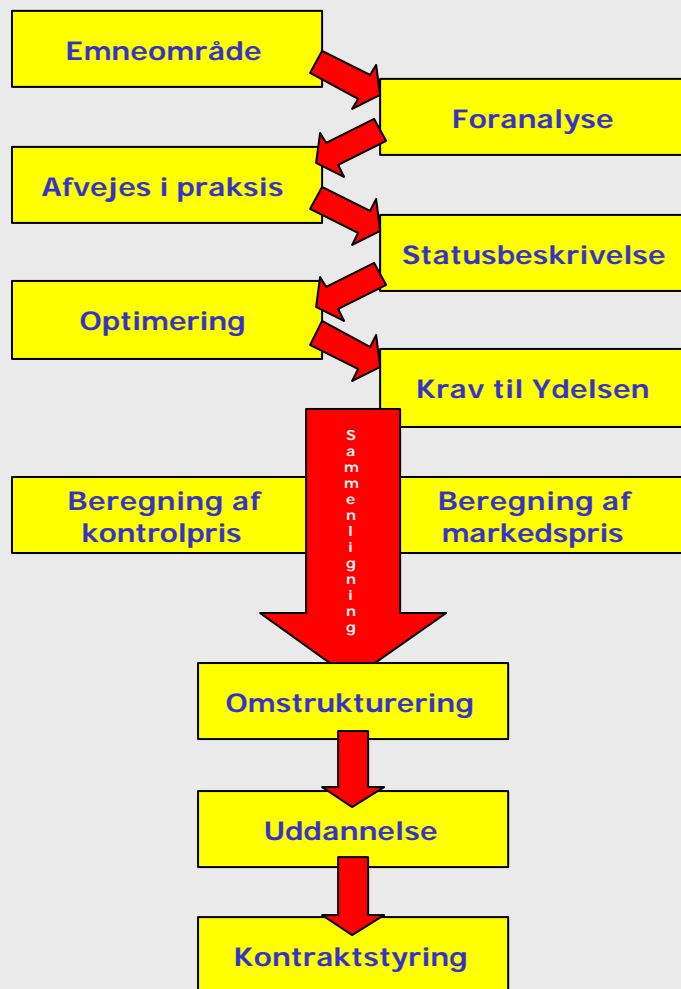 Emneområde
Foranalyse
Afvejes i praksis
Statusbeskrivelse
Optimering
Krav til Ydelsen
Sammenligning
Beregning af
kontrolpris
Beregning af
markedspris
Omstrukturering
Uddannelse
Kontraktstyring